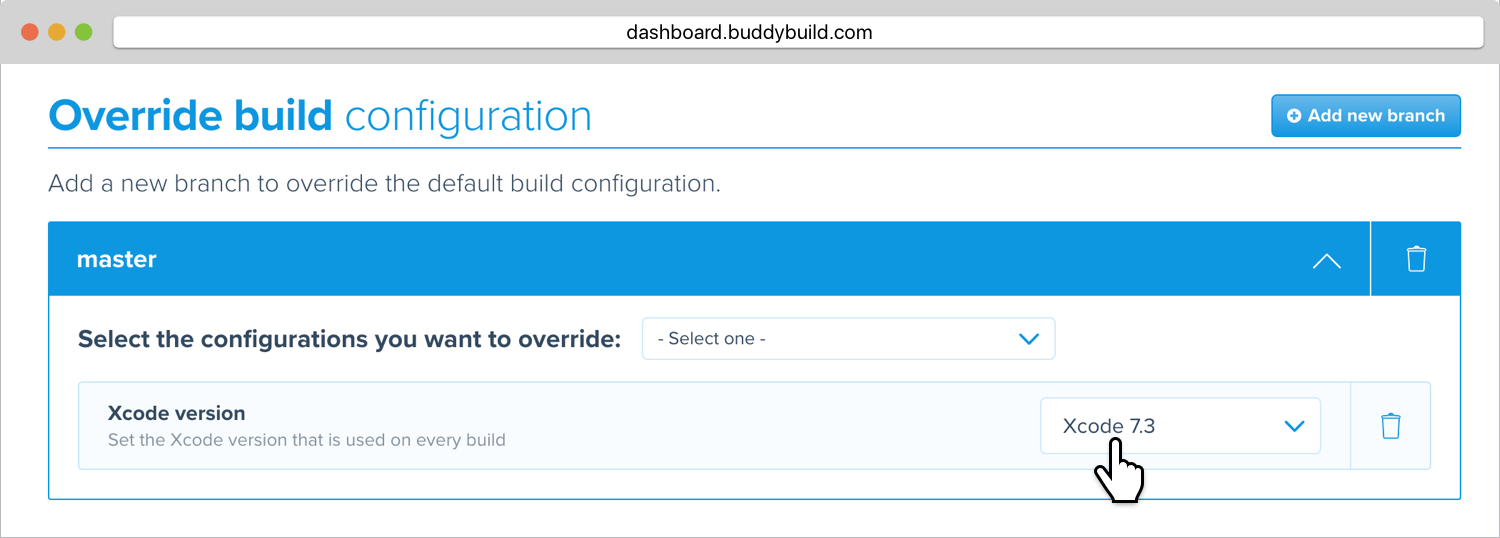 dashboard.buddybuild.com
Override build configuration
Add new branch
Add a new branch to override the default build configuration.
master
Select the configurations you want to override:
- Select one -
Xcode version
Set the Xcode version that is used on every build
Xcode 7.3